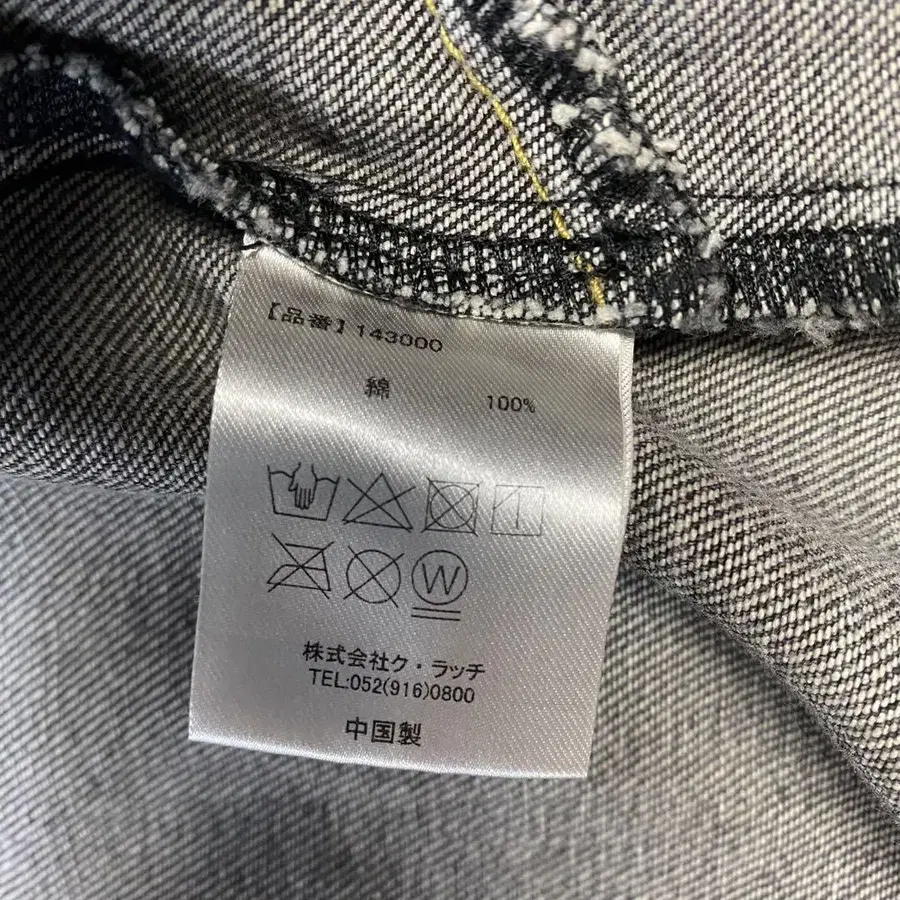 【品番】143000
綿 100%
W
株式会社ク・ラッチ
TEL:052(916)0800
中国製